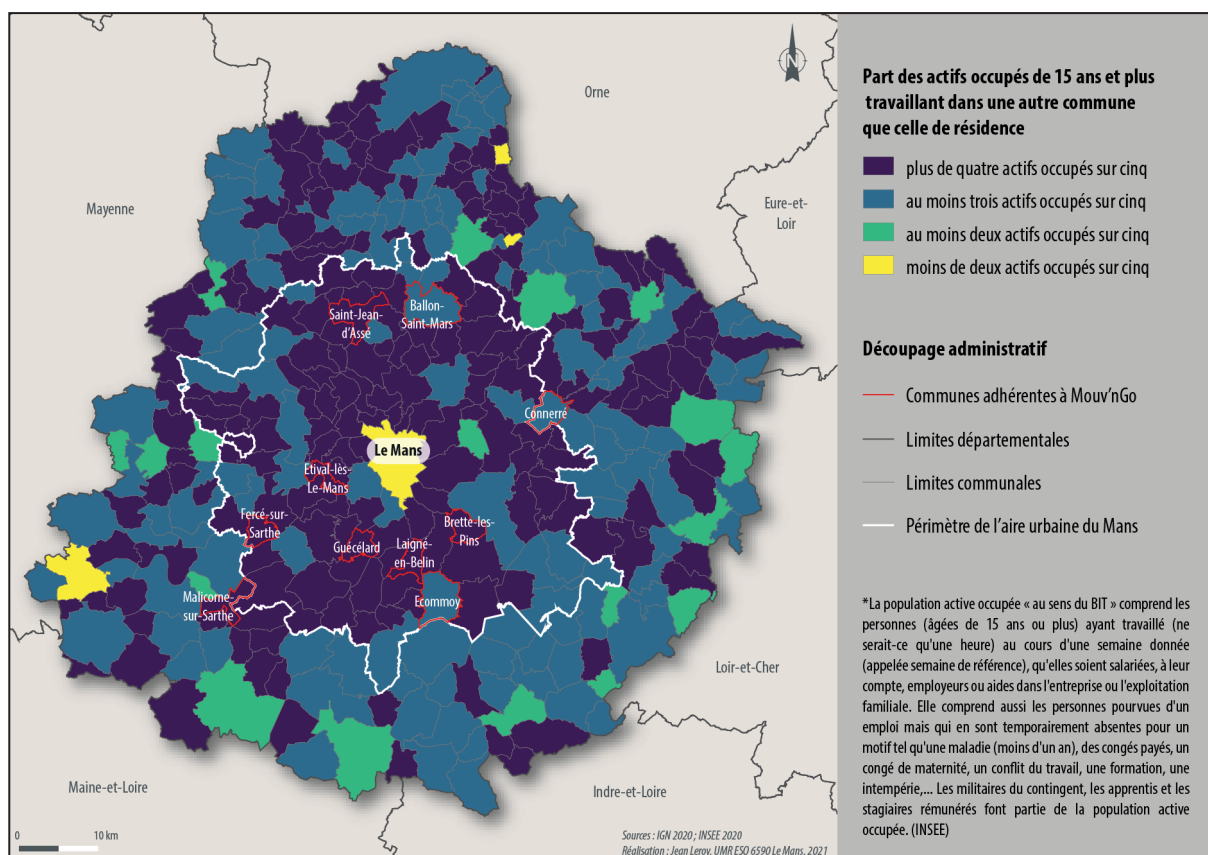 N
Orne
Mayenne
Eure-et-
Loir
Saint-Jean-
d'Assé
Ballon-
Saint-Mars
Connerré
Le Mans
Etival-lès-
Le-Mans
Fercé-sur-
Sarthe
Guécélard
Laigné-
en-Belin
Brette-les-
Pins
Malicorne-
sur-Sarthe
Ecommoy
Loir-et-Cher
Maine-et-Loire
Indre-et-Loire
0 10 km
Sources : IGN 2020 ; INSEE 2020
Réalisation : Jean Leroy, UMR ESO 6590 Le Mans, 2021
Part des actifs occupés de 15 ans et plus
travaillant dans une autre commune
que celle de résidence
plus de quatre actifs occupés sur cinq
au moins trois actifs occupés sur cinq
au moins deux actifs occupés sur cinq
moins de deux actifs occupés sur cinq
Découpage administratif
Communes adhérentes à Mouv'nGo
Limites départementales
Limites communales
Périmètre de l'aire urbaine du Mans
*La population active occupée « au sens du BIT » comprend les
personnes (âgées de 15 ans ou plus) ayant travaillé (ne
serait-ce qu'une heure) au cours d'une semaine donnée
(appelée semaine de référence), qu'elles soient salariées, à leur
compte, employeurs ou aides dans l'entreprise ou l'exploitation
familiale. Elle comprend aussi les personnes pourvues d'un
emploi mais qui en sont temporairement absentes pour un
motif tel qu'une maladie (moins d'un an), des congés payés, un
congé de maternité, un conflit du travail, une formation, une
intempérie,... Les militaires du contingent, les apprentis et les
stagiaires rémunérés font partie de la population active
occupée. (INSEE)